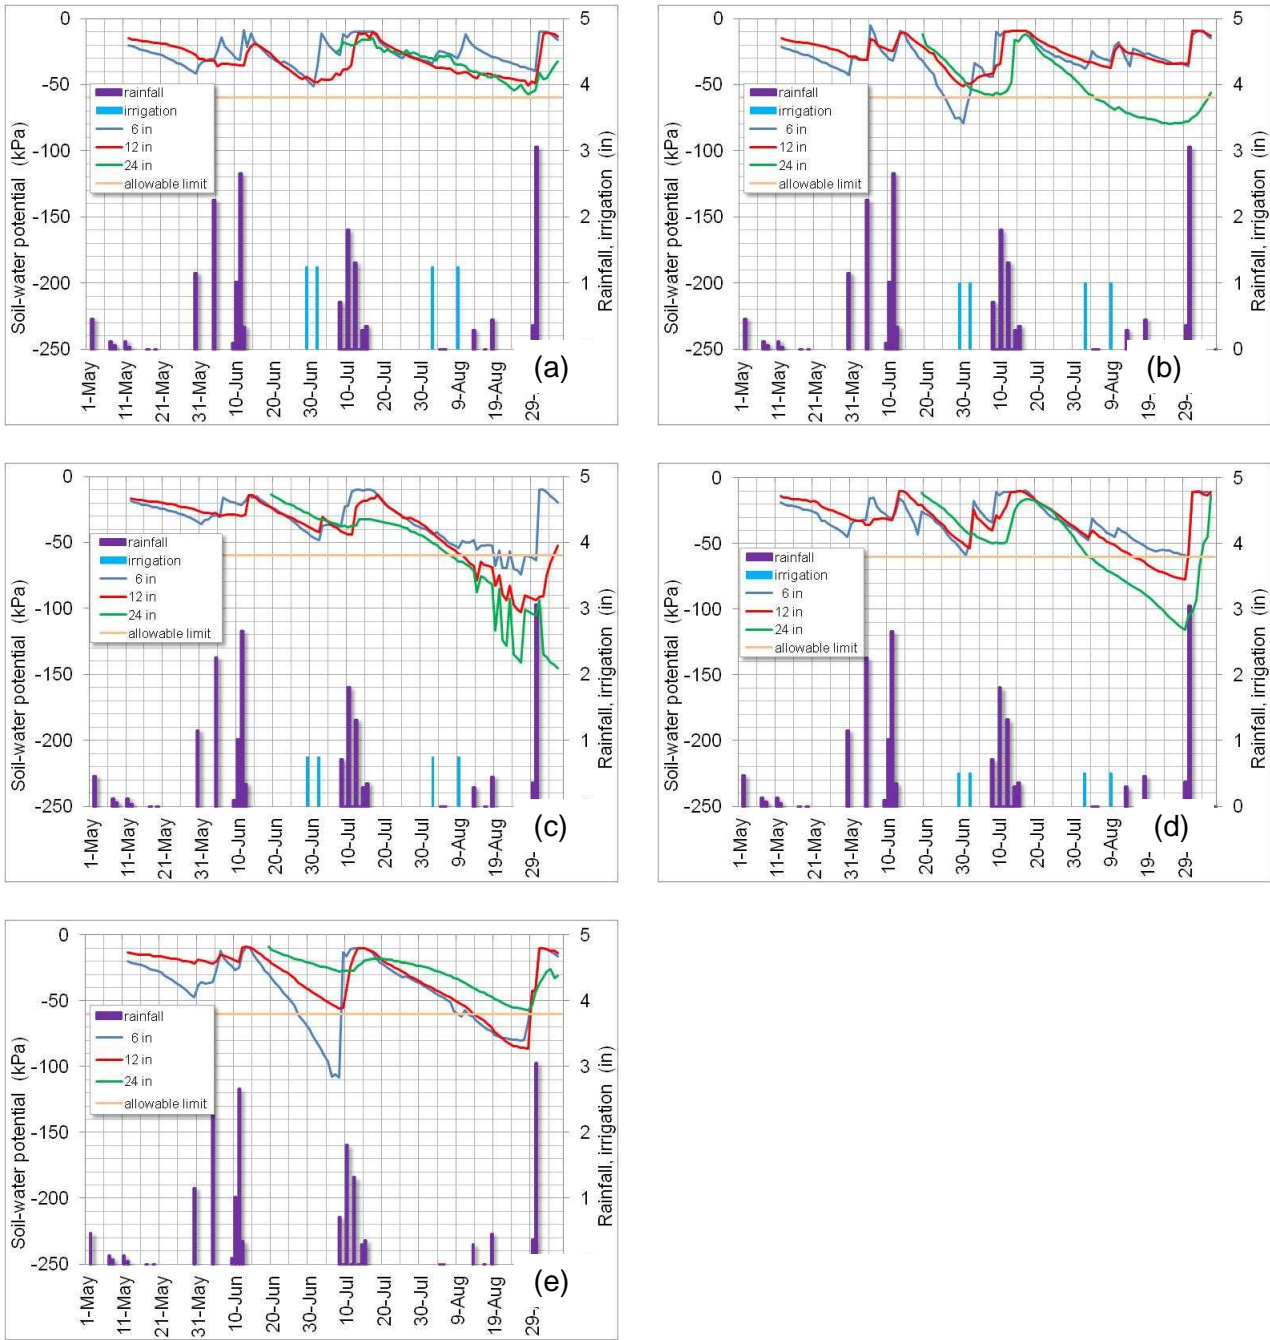 0 5
-50 4
-100 3
-150 2
-200 1
-250 0
Soil-water potential (kPa)
Rainfall, irrigation (in)
rainfall
irrigation
6 in
12 in
24 in
allowable limit
1-May 11-May 21-May 31-May 10-Jun 20-Jun 30-Jun 10-Jul 20-Jul 30-Jul 9-Aug 19-Aug 29-
(a)
0 5
-50 4
-100 3
-150 2
-200 1
-250 0
Soil-water potential (kPa)
Rainfall, irrigation (in)
rainfall
irrigation
6 in
12 in
24 in
allowable limit
1-May 11-May 21-May 31-May 10-Jun 20-Jun 30-Jun 10-Jul 20-Jul 30-Jul 9-Aug 19- 29-
(b)
0 5
-50 4
-100 3
-150 2
-200 1
-250 0
Soil-water potential (kPa)
Rainfall, irrigation (in)
rainfall
irrigation
6 in
12 in
24 in
allowable limit
1-May 11-May 21-May 31-May 10-Jun 20-Jun 30-Jun 10-Jul 20-Jul 30-Jul 9-Aug 19-Aug 29-
(c)
0 5
-50 4
-100 3
-150 2
-200 1
-250 0
Soil-water potential (kPa)
Rainfall, irrigation (in)
rainfall
irrigation
6 in
12 in
24 in
allowable limit
1-May 11-May 21-May 31-May 10-Jun 20-Jun 30-Jun 10-Jul 20-Jul 30-Jul 9-Aug 19- 29-
(d)
0 5
-50 4
-100 3
-150 2
-200 1
-250
Soil-water potential (kPa)
Rainfall, irrigation (in)
rainfall
6 in
12 in
24 in
allowable limit
1-May 11-May 21-May 31-May 10-Jun 20-Jun 30-Jun 10-Jul 20-Jul 30-Jul 9-Aug 19-Aug 29-
(e)